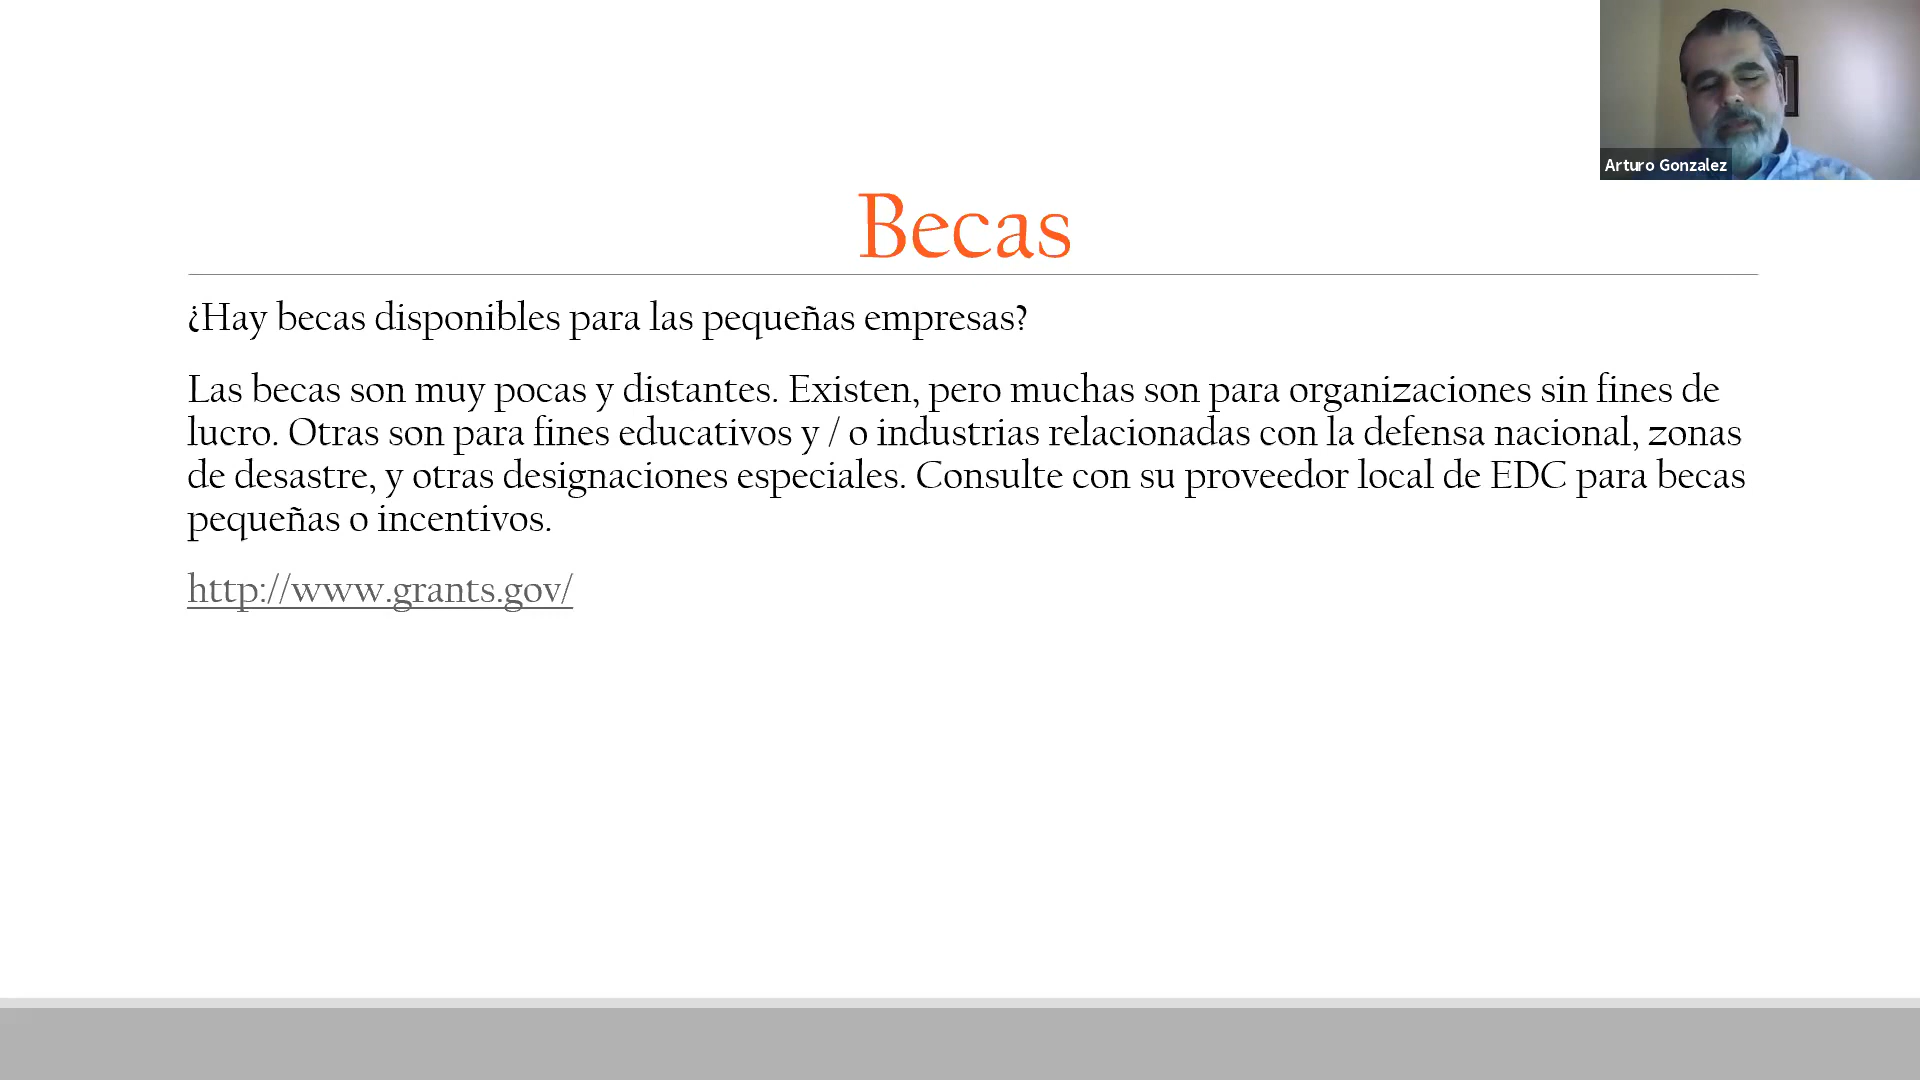 Arturo Gonzalez
Becas
¿Hay becas disponibles para las pequeñas empresas?
Las becas son muy pocas y distantes. Existen, pero muchas son para organizaciones sin fines de
lucro. Otras son para fines educativos y / o industrias relacionadas con la defensa nacional, zonas
de desastre, y otras designaciones especiales. Consulte con su proveedor local de EDC para becas
pequeñas o incentivos.
http://www.grants.gov/